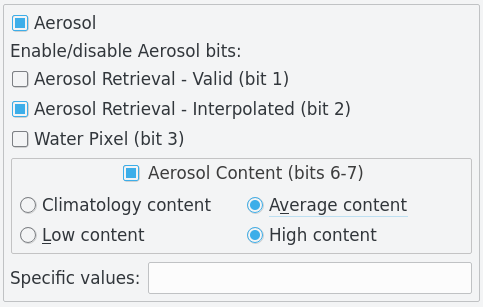 Aerosol
Enable/disable Aerosol bits:
Aerosol Retrieval - Valid (bit 1)
Aerosol Retrieval - Interpolated (bit 2)
Water Pixel (bit 3)
Aerosol Content (bits 6-7)
Climatology content Average content
Low content High content
Specific values: